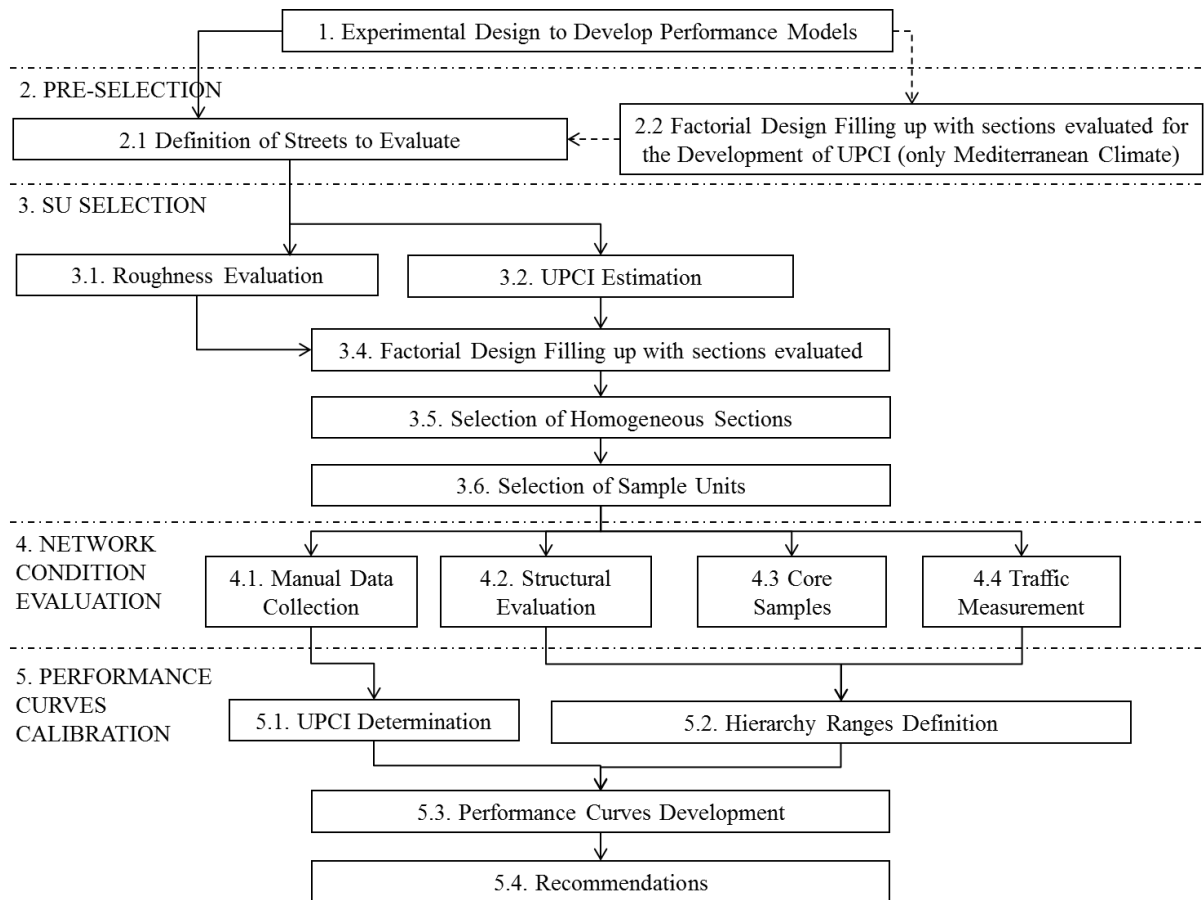 1. Experimental Design to Develop Performance Models
2. PRE-SELECTION
2.1 Definition of Streets to Evaluate
2.2 Factorial Design Filling up with sections evaluated for
the Development of UPCI (only Mediterranean Climate)
3. SU SELECTION
3.1. Roughness Evaluation
3.2. UPCI Estimation
3.4. Factorial Design Filling up with sections evaluated
3.5. Selection of Homogeneous Sections
3.6. Selection of Sample Units
4. NETWORK
CONDITION
EVALUATION
4.1. Manual Data
Collection
4.2. Structural
Evaluation
4.3 Core
Samples
4.4 Traffic
Measurement
5. PERFORMANCE
CURVES
CALIBRATION
5.1. UPCI Determination
5.2. Hierarchy Ranges Definition
5.3. Performance Curves Development
5.4. Recommendations